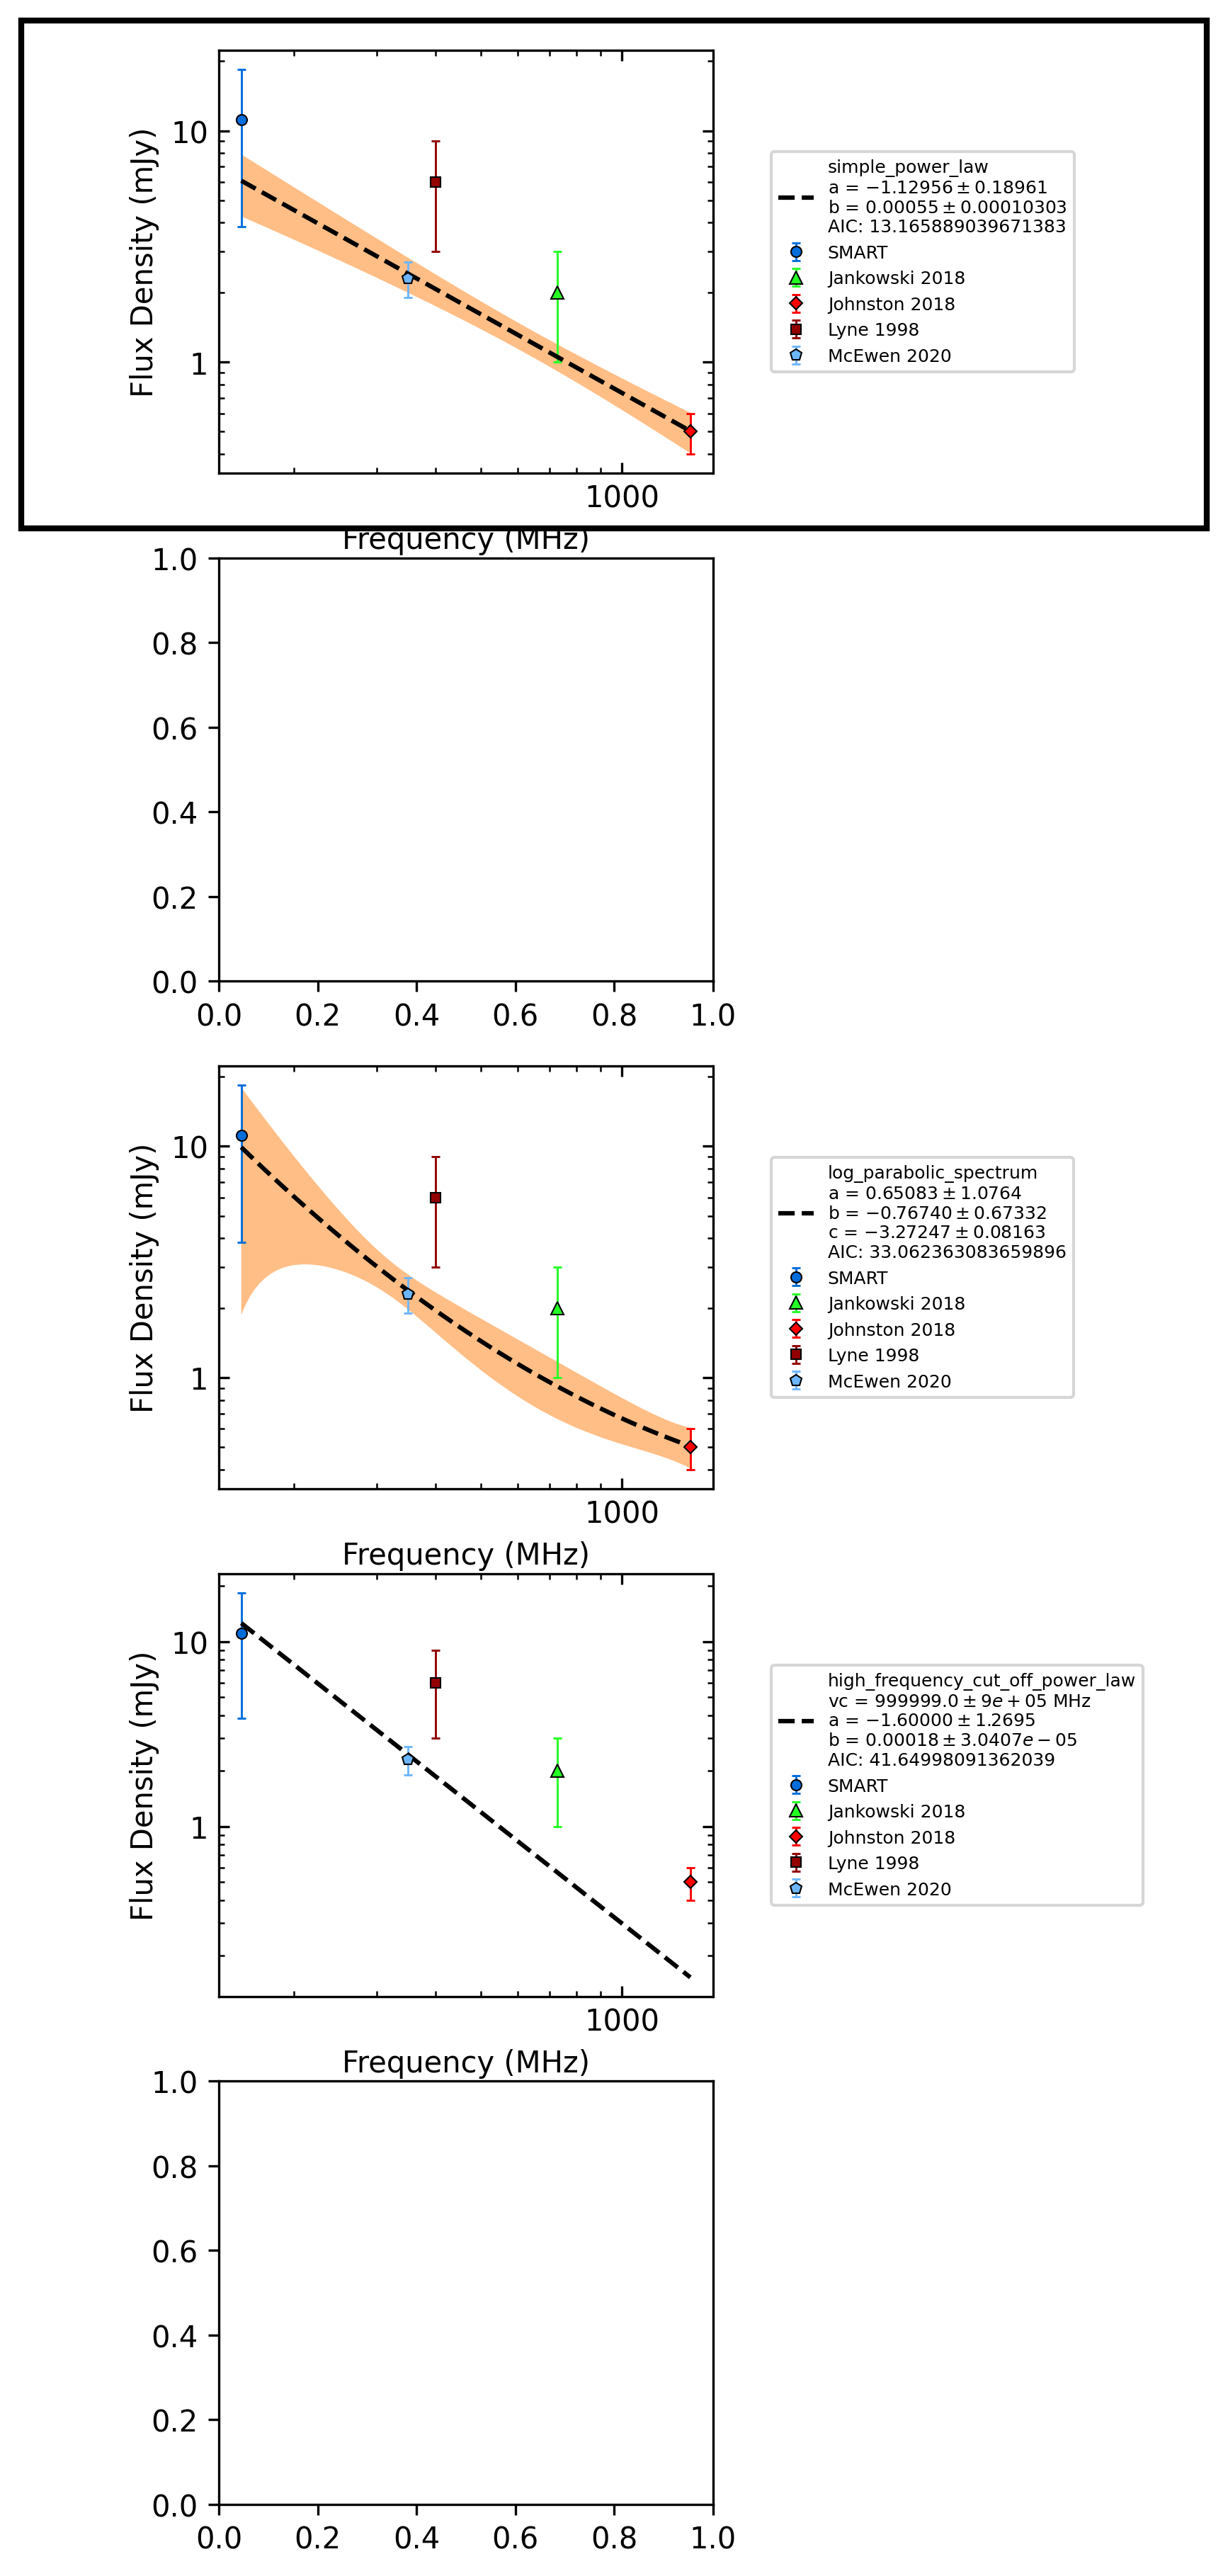 10
1
Flux Density (mJy)
1000
Frequency (MHz)
simple_power_law
a = −1.12956 ± 0.18961
b = 0.00055 ± 0.00010303
AIC: 13.165889039671383
SMART
Jankowski 2018
Johnston 2018
Lyne 1998
McEwen 2020
1.0
0.8
0.6
0.4
0.2
0.0
0.0 0.2 0.4 0.6 0.8 1.0
10
1
Flux Density (mJy)
1000
Frequency (MHz)
log_parabolic_spectrum
a = 0.65083 ± 1.0764
b = −0.76740 ± 0.67332
c = −3.27247 ± 0.08163
AIC: 33.062363083659896
SMART
Jankowski 2018
Johnston 2018
Lyne 1998
McEwen 2020
10
1
Flux Density (mJy)
1000
Frequency (MHz)
high_frequency_cut_off_power_law
vc = 999999.0 ± 9e + 05 MHz
a = −1.60000 ± 1.2695
b = 0.00018 ± 3.0407e − 05
AIC: 41.64998091362039
SMART
Jankowski 2018
Johnston 2018
Lyne 1998
McEwen 2020
1.0
0.8
0.6
0.4
0.2
0.0
0.0 0.2 0.4 0.6 0.8 1.0